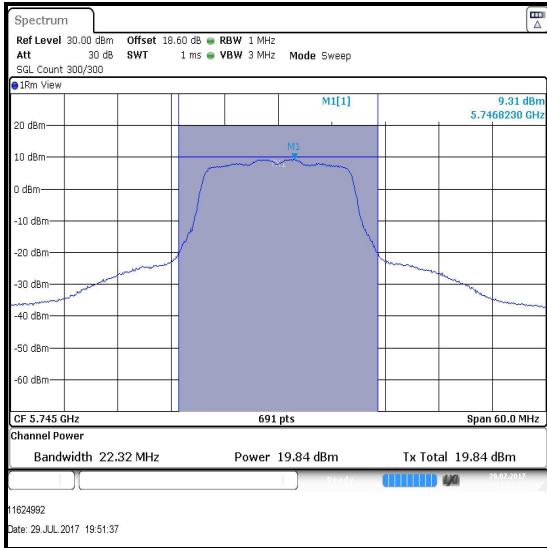 Spectrum
Ref Level 30.00 dBm Offset 18.60 dB RBW 1 MHz
Att 30 dB SWT 1 ms VBW 3 MHz Mode Sweep
SGL Count 300/300
1Rm View
M1[1] 9.31 dBm
5.7468230 GHz
20 dBm
M1
10 dBm
0 dBm
-10 dBm
-20 dBm
-30 dBm
-40 dBm
-50 dBm
-60 dBm
CF 5.745 GHz 691 pts Span 60.0 MHz
Channel Power
Bandwidth 22.32 MHz Power 19.84 dBm Tx Total 19.84 dBm
Ready 29.07.2017
11624992
Date: 29.JUL.2017 19:51:37